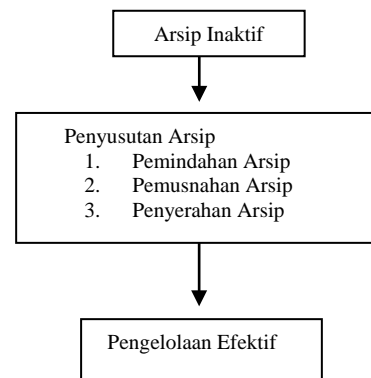 Arsip Inaktif
Penyusutan Arsip
1. Pemindahan Arsip
2. Pemusnahan Arsip
3. Penyerahan Arsip
Pengelolaan Efektif